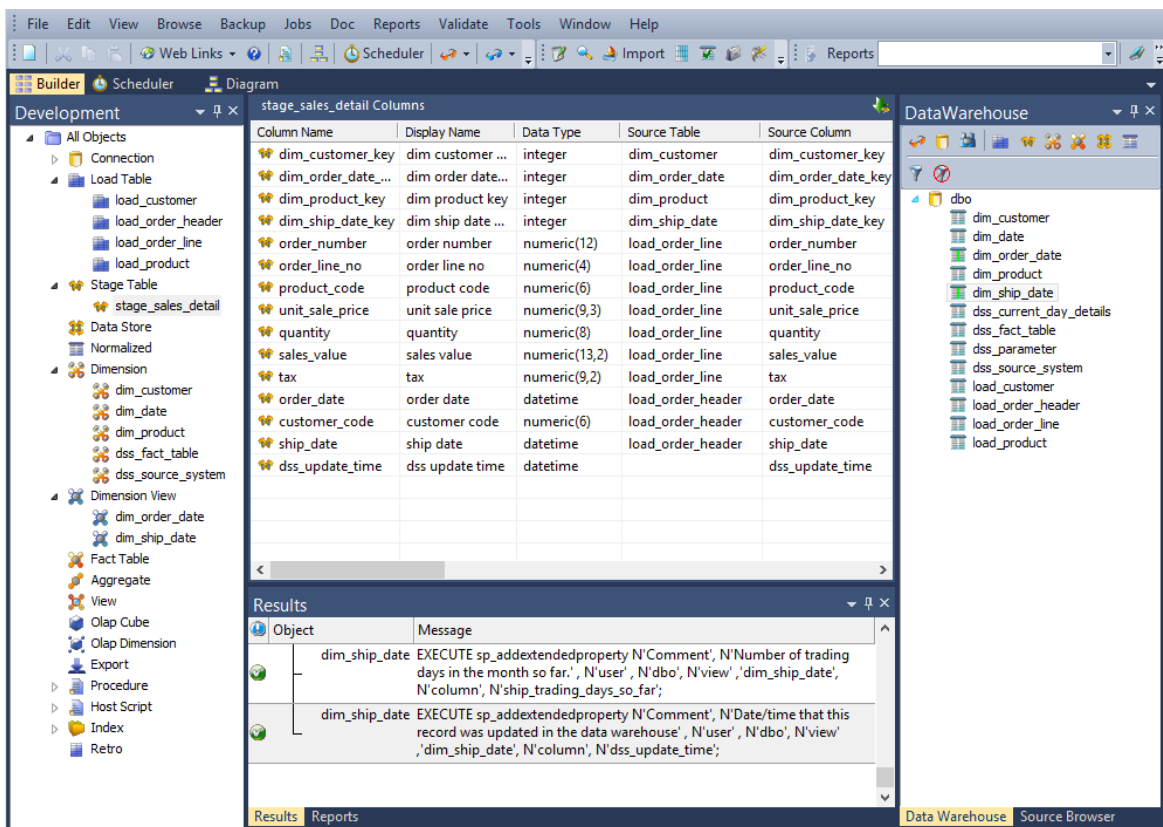 File Edit View Browse Backup Jobs Doc Reports Validate Tools Window Help
Web Links Scheduler Import Reports
Builder Scheduler Diagram
Development
All Objects
Connection
Load Table
load_customer
load_order_header
load_order_line
load_product
Stage Table
stage_sales_detail
Data Store
Normalized
Dimension
dim_customer
dim_date
dim_product
dss_fact_table
dss_source_system
Dimension View
dim_order_date
dim_ship_date
Fact Table
Aggregate
View
Olap Cube
Olap Dimension
Export
Procedure
Host Script
Index
Retro
stage_sales_detail Columns
Column Name Display Name Data Type Source Table Source Column
dim_customer_key dim customer ... integer dim_customer dim_customer_key
dim_order_date_... dim order date... integer dim_order_date dim_order_date_key
dim_product_key dim product key integer dim_product dim_product_key
dim_ship_date_key dim ship date ... integer dim_ship_date dim_ship_date_key
order_number order number numeric(12) load_order_line order_number
order_line_no order line no numeric(4) load_order_line order_line_no
product_code product code numeric(6) load_order_line product_code
unit_sale_price unit sale price numeric(9,3) load_order_line unit_sale_price
quantity quantity numeric(8) load_order_line quantity
sales_value sales value numeric(13,2) load_order_line sales_value
tax tax numeric(9,2) load_order_line tax
order_date order date datetime load_order_header order_date
customer_code customer code numeric(6) load_order_header customer_code
ship_date ship date datetime load_order_header ship_date
dss_update_time dss update time datetime dss_update_time
Results
Object Message
dim_ship_date EXECUTE sp_addextendedproperty N'Comment', N'Number of trading
days in the month so far.' , N'user' , N'dbo', N'view' ,'dim_ship_date',
N'column', N'ship_trading_days_so_far';
dim_ship_date EXECUTE sp_addextendedproperty N'Comment', N'Date/time that this
record was updated in the data warehouse' , N'user' , N'dbo', N'view'
,'dim_ship_date', N'column', N'dss_update_time';
Results Reports
DataWarehouse
dbo
dim_customer
dim_date
dim_order_date
dim_product
dim_ship_date
dss_current_day_details
dss_fact_table
dss_parameter
dss_source_system
load_customer
load_order_header
load_order_line
load_product
Data Warehouse Source Browser